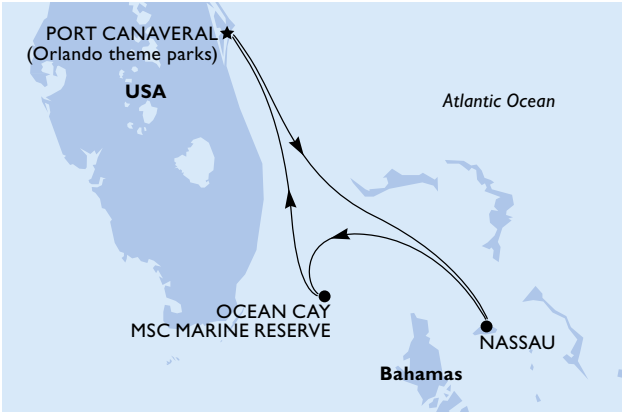 PORT CANAVERAL
(Orlando theme parks)
USA
Atlantic Ocean
OCEAN CAY
MSC MARINE RESERVE
NASSAU
Bahamas